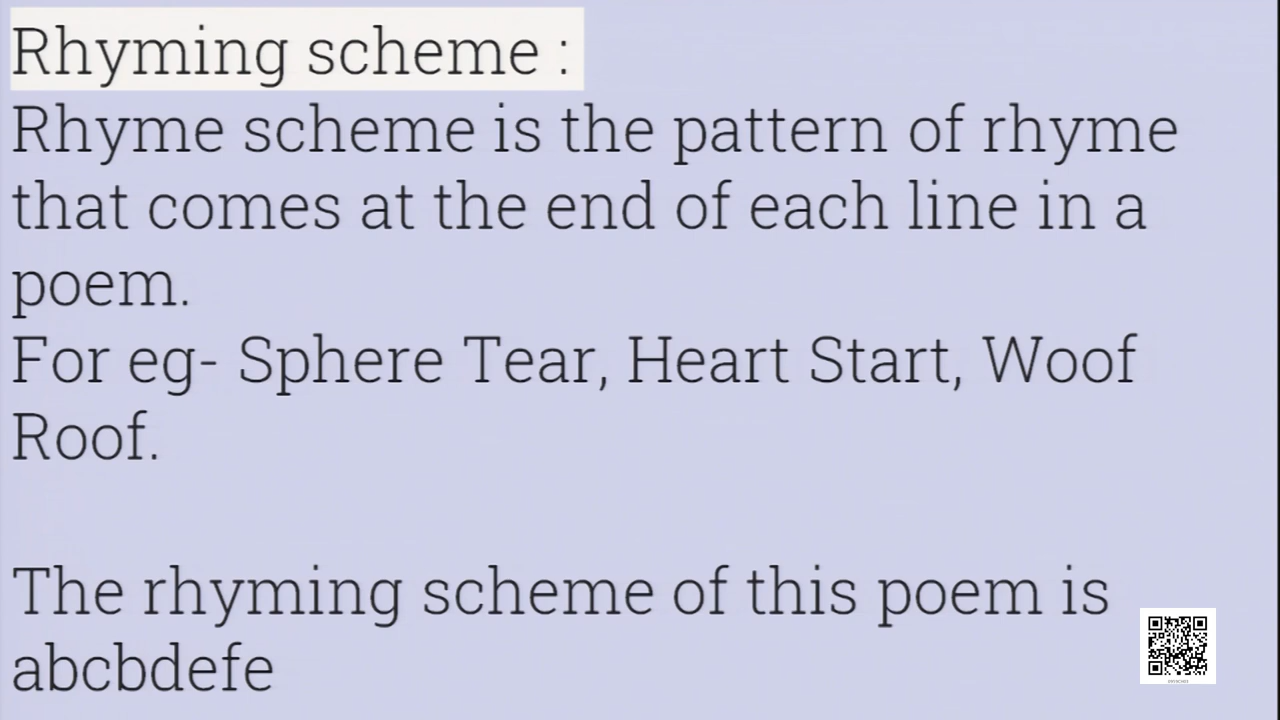 Rhyming scheme :
Rhyme scheme is the pattern of rhyme
that comes at the end of each line in a
poem.
For eg- Sphere Tear, Heart Start, Woof
Roof.
The rhyming scheme of this poem is
abcbdefe